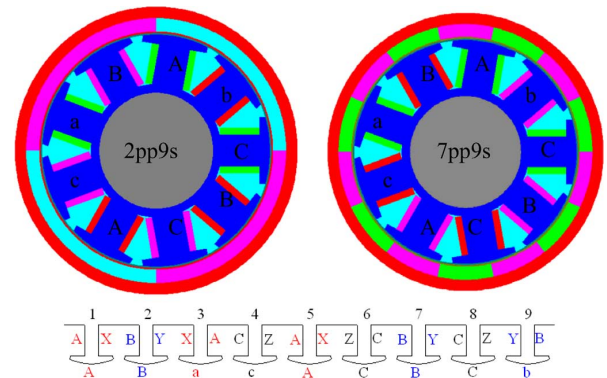 B A
a b
2pp9s C
c B
A C
B A
a b
7pp9s C
c B
A C
1 2 3 4 5 6 7 8 9
A X B Y X A C Z A X Z C B Y C Z Y B
A B a c A C B C b